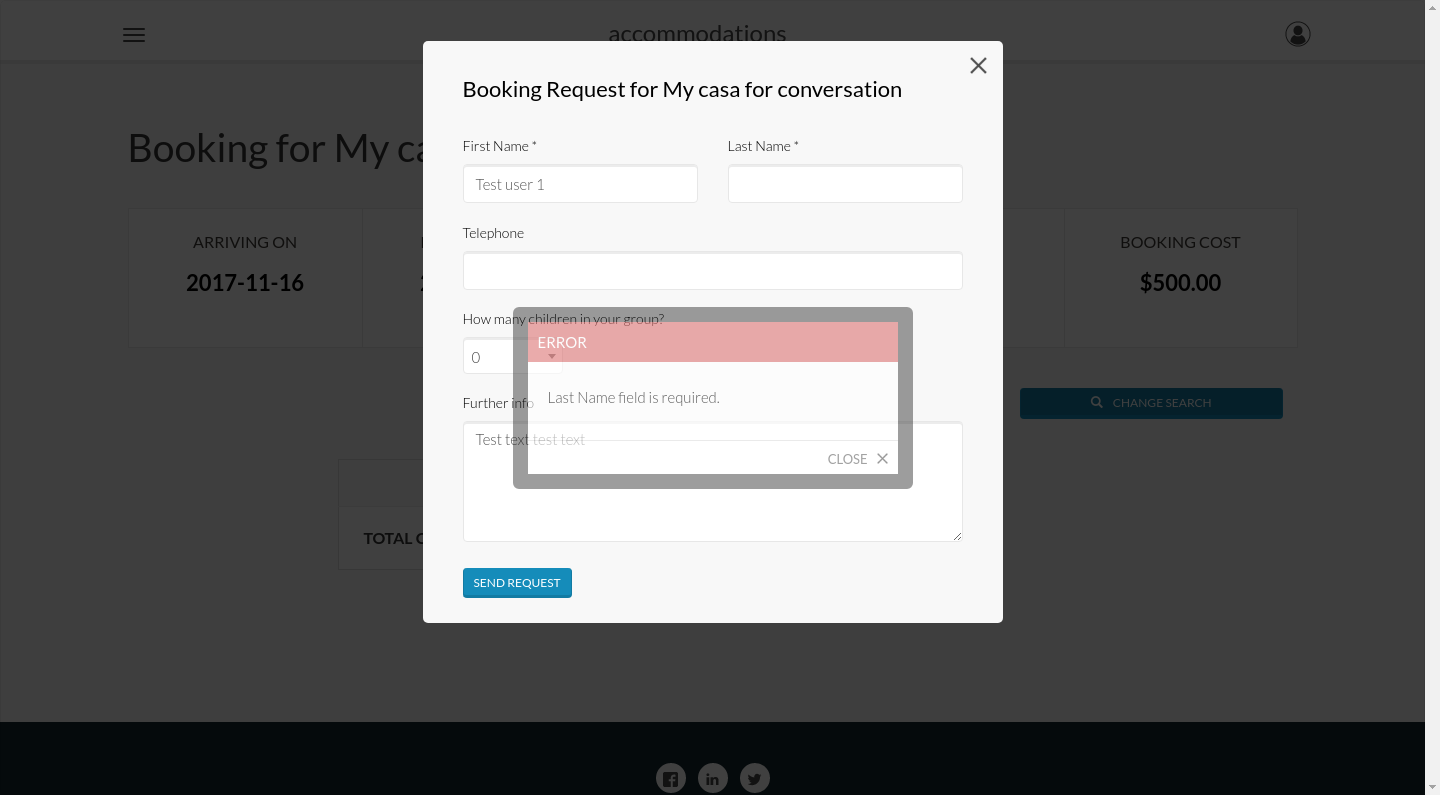 accommodations
Booking Request for My casa for conversation
Booking for My ca
First Name *
Last Name *
Test user 1
Telephone
ARRIVING ON
2017-11-16
BOOKING COST
$500.00
How many children in your group?
0
ERROR
Last Name field is required.
CLOSE
Further info
Test text test text
CHANGE SEARCH
TOTAL
SEND REQUEST